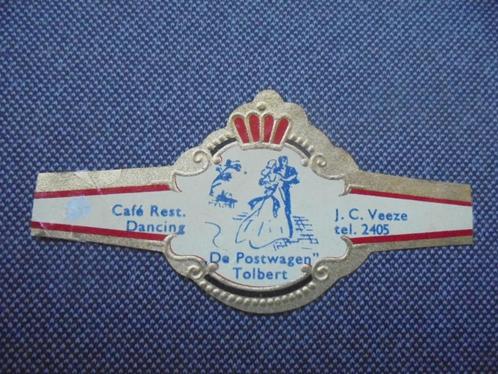 Café Rest.
Dancing
"De Postwagen"
Tolbert
J. C. Veeze
tel. 2405